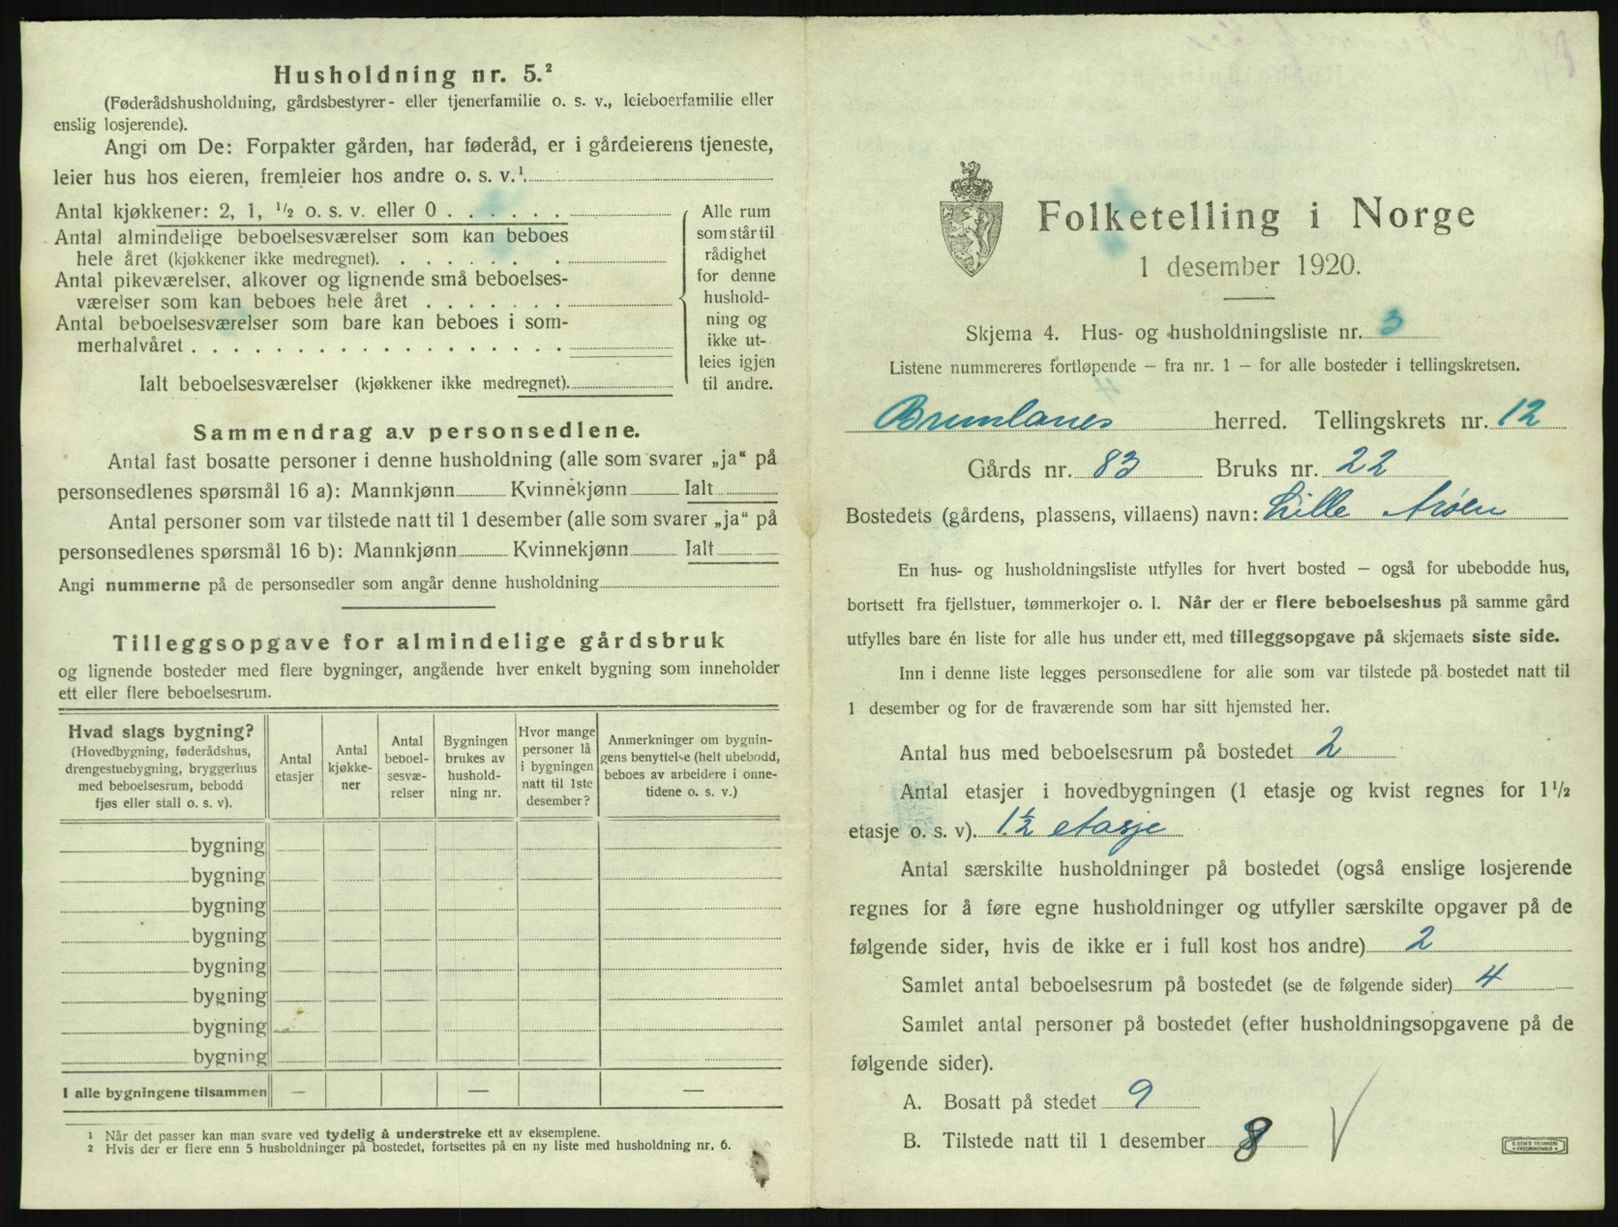 Husholdning nr. 5.²
(Føderådshusholdning, gårdsbestyrer- eller tjenerfamilie o. s. v., leieboerfamilie eller
enslig losjerende).
Angi om De: Forpakter gården, har føderåd, er i gårdeierens tjeneste,
leier hus hos eieren, fremleier hos andre o. s. v.¹
Antal kjøkkener: 2, 1, ½ o. s. v. eller 0 . . . . . .
Antal almindelige beboelsesværelser som kan beboes
hele året (kjøkkener ikke medregnet). . . . . . . .
Antal pikeværelser, alkover og lignende små beboelses-
værelser som kan beboes hele året . . . . . . .
Antal beboelsesværelser som bare kan beboes i som-
merhalvåret . . . . . . . . . . . . . . . . . .
Ialt beboelsesværelser (kjøkkener ikke medregnet).
Alle rum
som står til
rådighet
for denne
hushold-
ning og
ikke ut-
leies igjen
til andre.
Sammendrag av personsedlene.
Antal fast bosatte personer i denne husholdning (alle som svarer „ja" på
personsedlenes spørsmål 16 a): Mannkjønn Kvinnekjønn Ialt
Antal personer som var tilstede natt til 1 desember (alle som svarer „ja" på
personsedlenes spørsmål 16 b): Mannkjønn Kvinnekjønn Ialt
Angi nummerne på de personsedler som angår denne husholdning
Tilleggsopgave for almindelige gårdsbruk
og lignende bosteder med flere bygninger, angående hver enkelt bygning som inneholder
ett eller flere beboelsesrum.
Hvad slags bygning?
(Hovedbygning, føderådshus,
drengestuebygning, bryggerhus
med beboelsesrum, bebodd
fjøs eller stall o. s. v).
Antal
etasjer
Antal
kjøkke-
ner
Antal
beboel-
sesvæ-
relser
Bygningen
brukes av
hushold-
ning nr.
Hvor mange
personer lå
i bygningen
natt til 1ste
desember?
Anmerkninger om bygnin-
gens benyttelse (helt ubebodd,
beboes av arbeidere i onne-
tidene o. s. v.)
bygning
bygning
bygning
bygning
bygning
bygning
bygning
bygning
I alle bygningene tilsammen — — —
¹ Når det passer kan man svare ved tydelig å understreke ett av eksemplene.
² Hvis der er flere enn 5 husholdninger på bostedet, fortsettes på en ny liste med husholdning nr. 6.
Folketelling i Norge
1 desember 1920.
Skjema 4. Hus- og husholdningsliste nr. 3
Listene nummereres fortløpende — fra nr. 1 — for alle bosteder i tellingskretsen.
Brunlanes herred. Tellingskrets nr. 12
Gårds nr. 83 Bruks nr. 22
Bostedets (gårdens, plassens, villaens) navn: Lille Arøen
En hus- og husholdningsliste utfylles for hvert bosted — også for ubebodde hus,
bortsett fra fjellstuer, tømmerkojer o. l. Når der er flere beboelseshus på samme gård
utfylles bare én liste for alle hus under ett, med tilleggsopgave på skjemaets siste side.
Inn i denne liste legges personsedlene for alle som var tilstede på bostedet natt til
1 desember og for de fraværende som har sitt hjemsted her.
Antal hus med beboelsesrum på bostedet 2
Antal etasjer i hovedbygningen (1 etasje og kvist regnes for 1½
etasje o. s. v). 1½ etasje
Antal særskilte husholdninger på bostedet (også enslige losjerende
regnes for å føre egne husholdninger og utfyller særskilte opgaver på de
følgende sider, hvis de ikke er i full kost hos andre) 2
Samlet antal beboelsesrum på bostedet (se de følgende sider) 4
Samlet antal personer på bostedet (efter husholdningsopgavene på de
følgende sider).
A. Bosatt på stedet 9
B. Tilstede natt til 1 desember 8